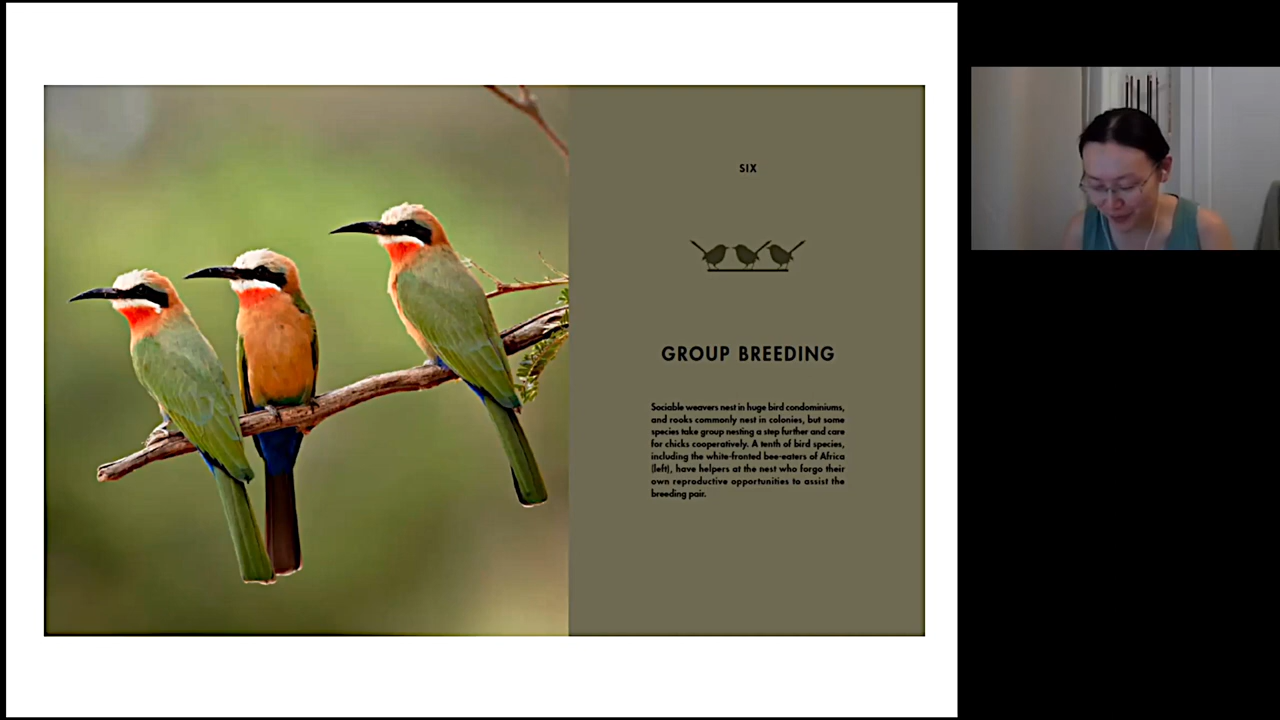 SIX
GROUP BREEDING
Sociable weavers nest in huge bird condominiums,
and rooks commonly nest in colonies, but some
species take group nesting a step further and care
for chicks cooperatively. A tenth of bird species,
including the white-fronted bee-eaters of Africa
(left), have helpers at the nest who forgo their
own reproductive opportunities to assist the
breeding pair.